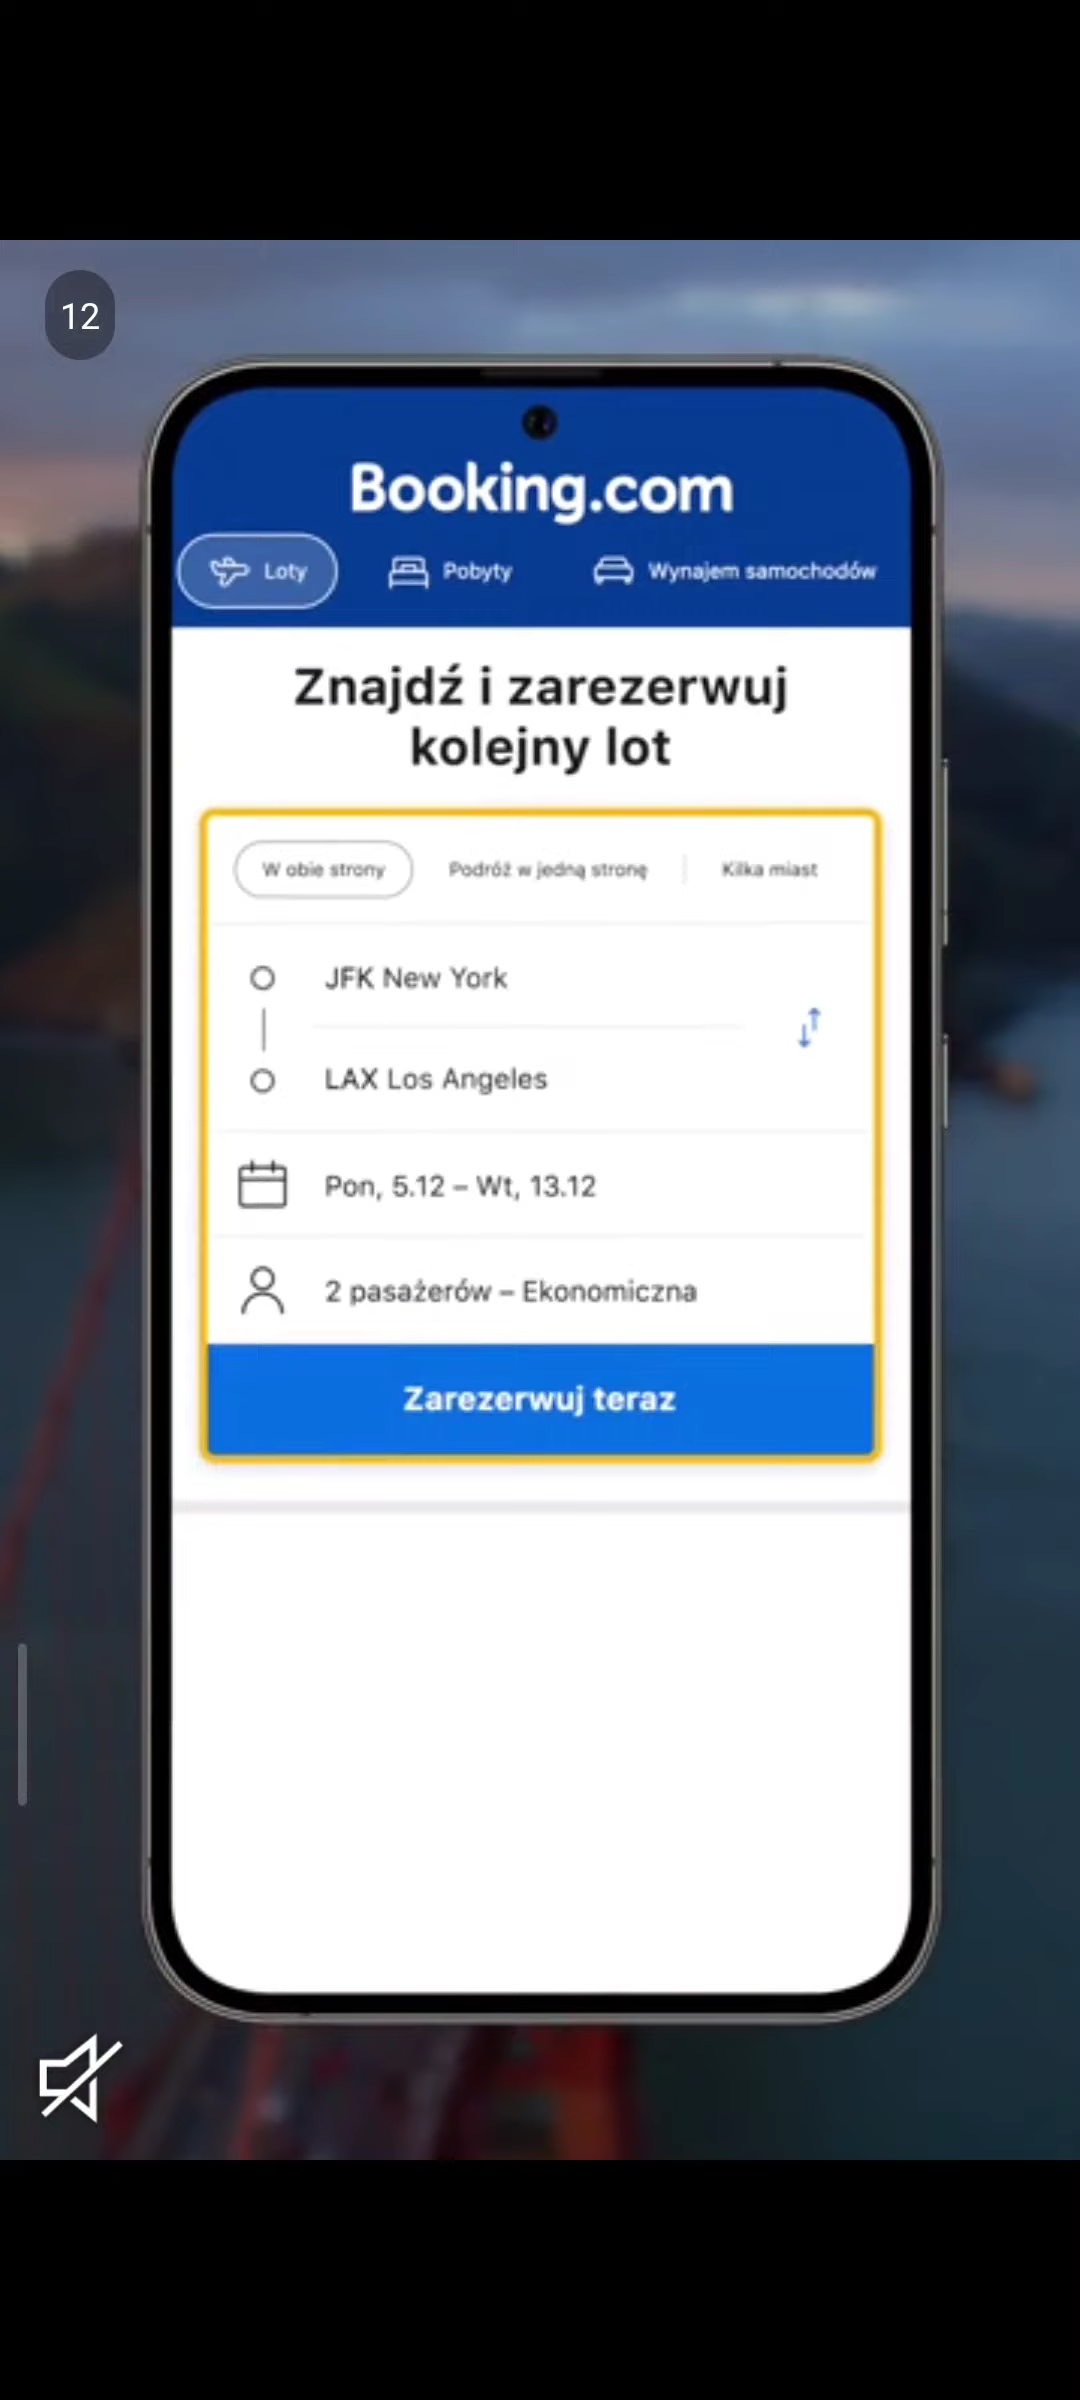 12
Booking.com
Loty Pobyty Wynajem samochodów
Znajdź i zarezerwuj
kolejny lot
W obie strony Podróż w jedną stronę Kilka miast
JFK New York
LAX Los Angeles
Pon, 5.12 – Wt, 13.12
2 pasażerów – Ekonomiczna
Zarezerwuj teraz